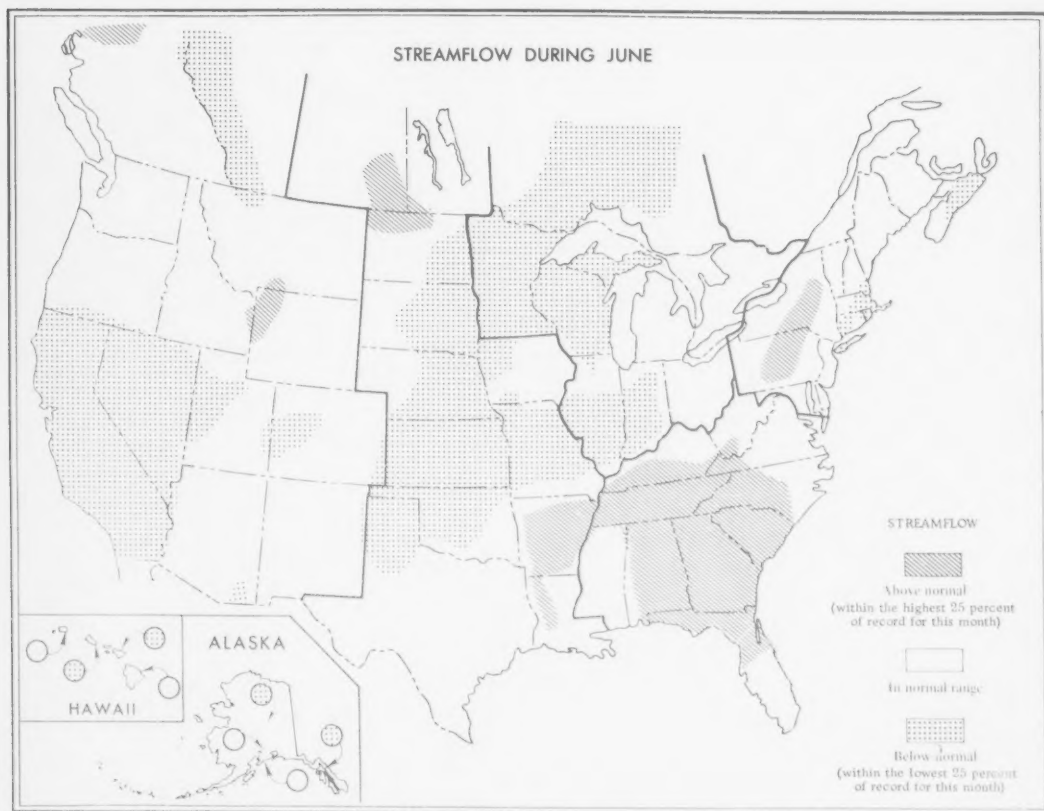 STREAMFLOW DURING JUNE
STREAMFLOW
Above normal
(within the highest 25 percent
of record for this month)
In normal range
Below normal
(within the lowest 25 percent
of record for this month)
ALASKA
HAWAII